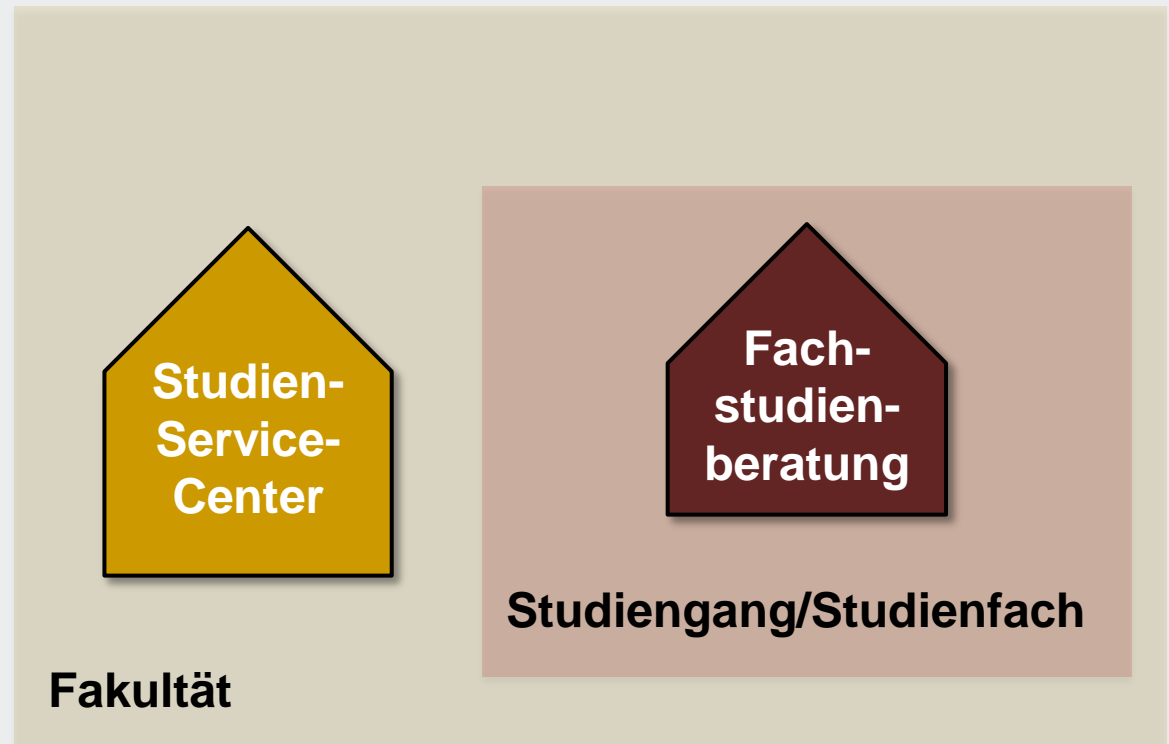 Studien-
Service-
Center
Fach-
studien-
beratung
Studiengang/Studienfach
Fakultät